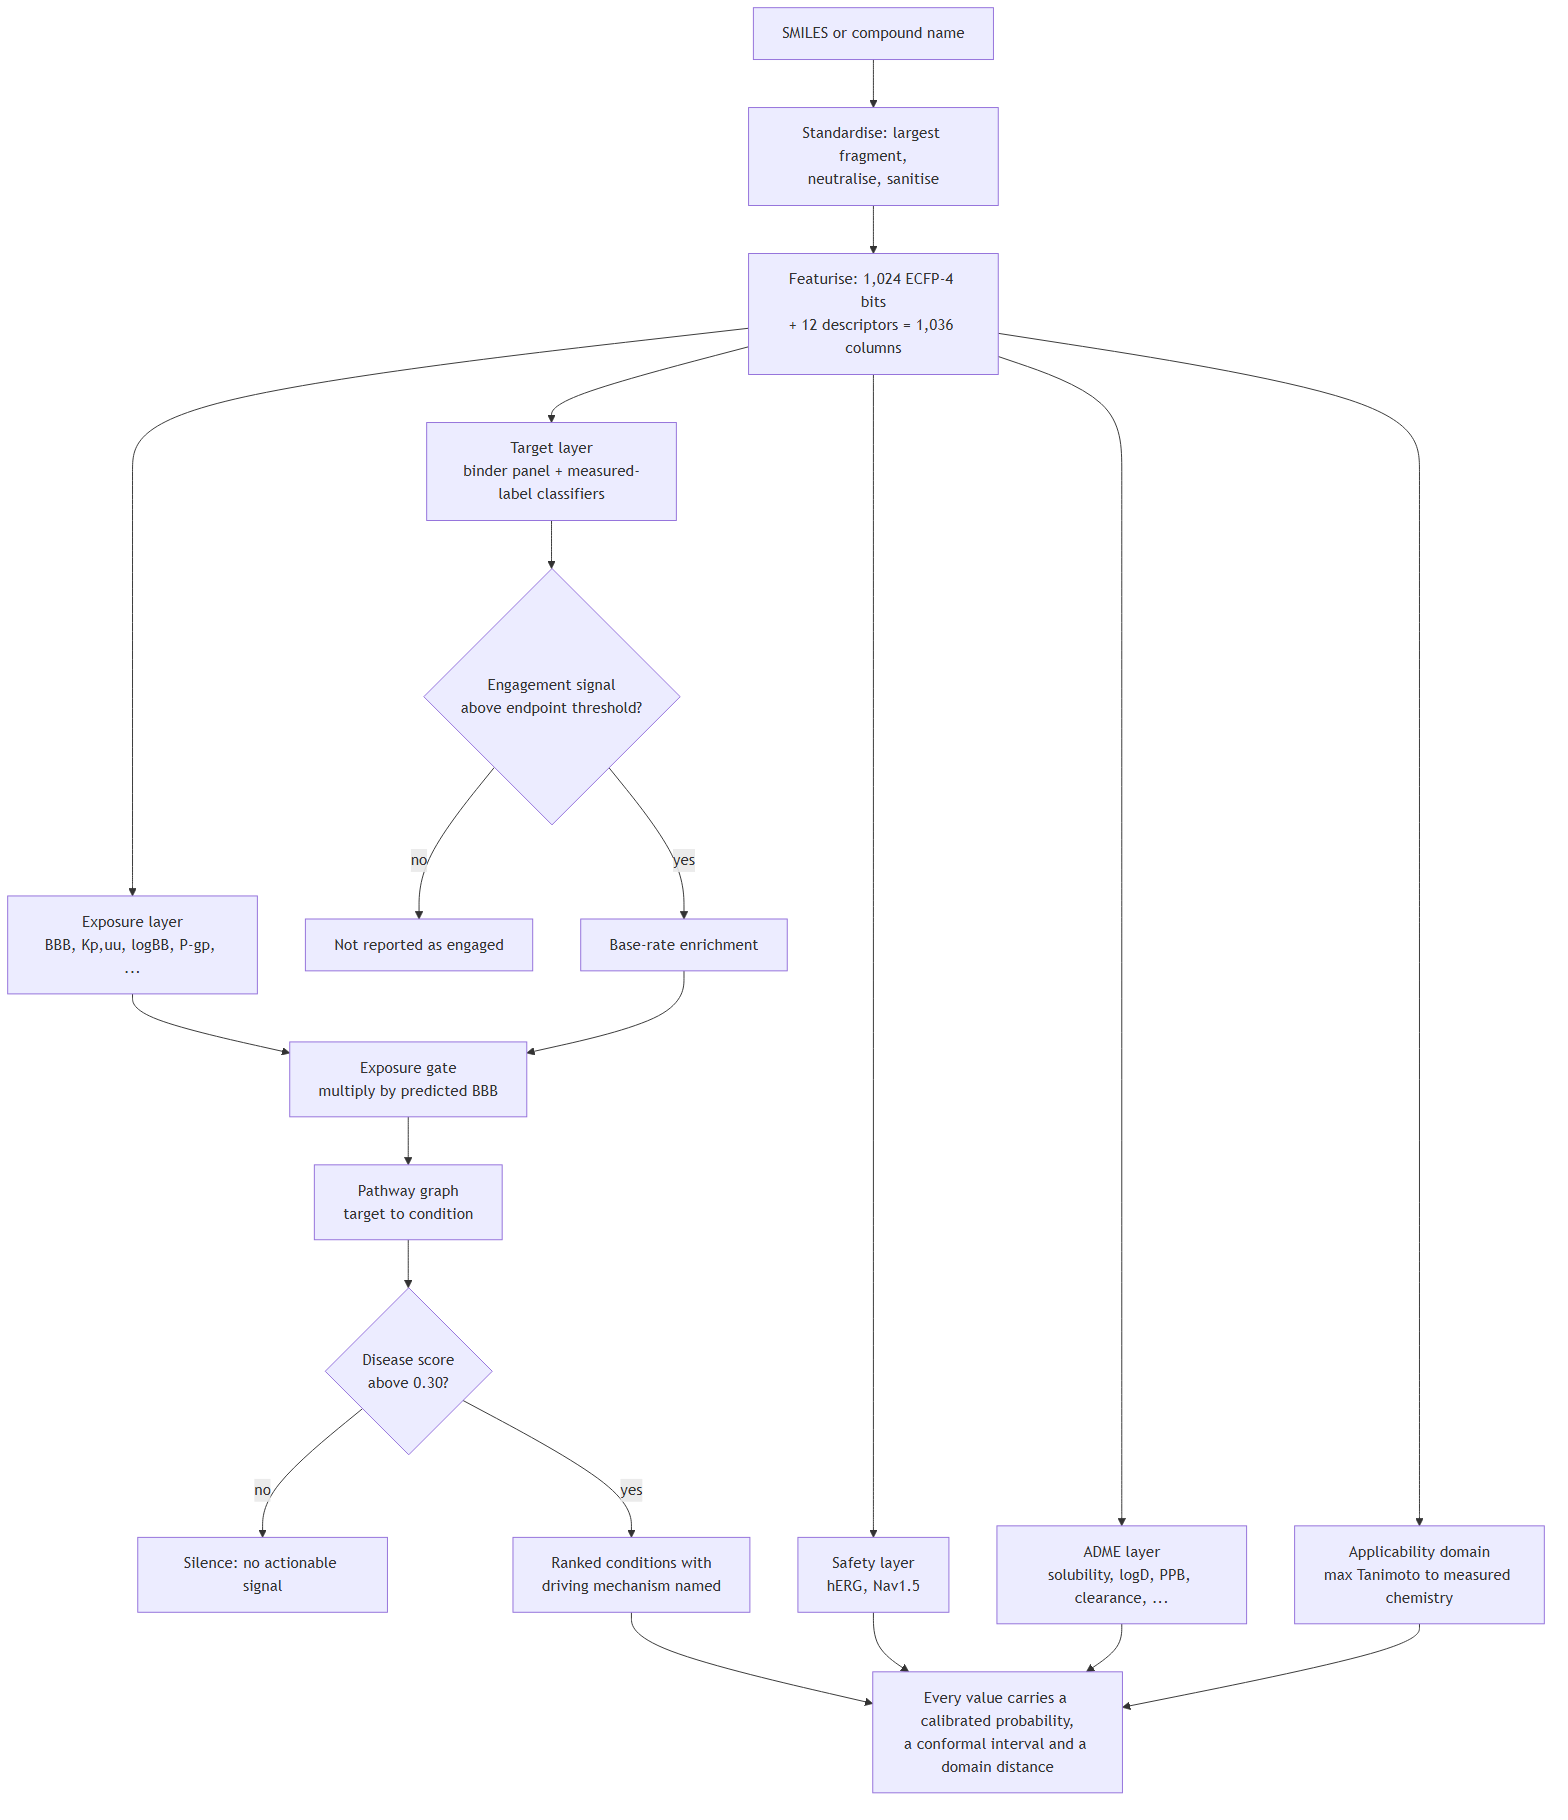 SMILES or compound name
Standardise: largest
fragment,
neutralise, sanitise
Featurise: 1,024 ECFP-4
bits
+ 12 descriptors = 1,036
columns
Target layer
binder panel + measured-
label classifiers
Engagement signal
above endpoint threshold?
no
yes
Exposure layer
BBB, Kp,uu, logBB, P-gp,
...
Not reported as engaged
Base-rate enrichment
Exposure gate
multiply by predicted BBB
Pathway graph
target to condition
Disease score
above 0.30?
no
yes
Silence: no actionable
signal
Ranked conditions with
driving mechanism named
Safety layer
hERG, Nav1.5
ADME layer
solubility, logD, PPB,
clearance, ...
Applicability domain
max Tanimoto to measured
chemistry
Every value carries a
calibrated probability,
a conformal interval and a
domain distance